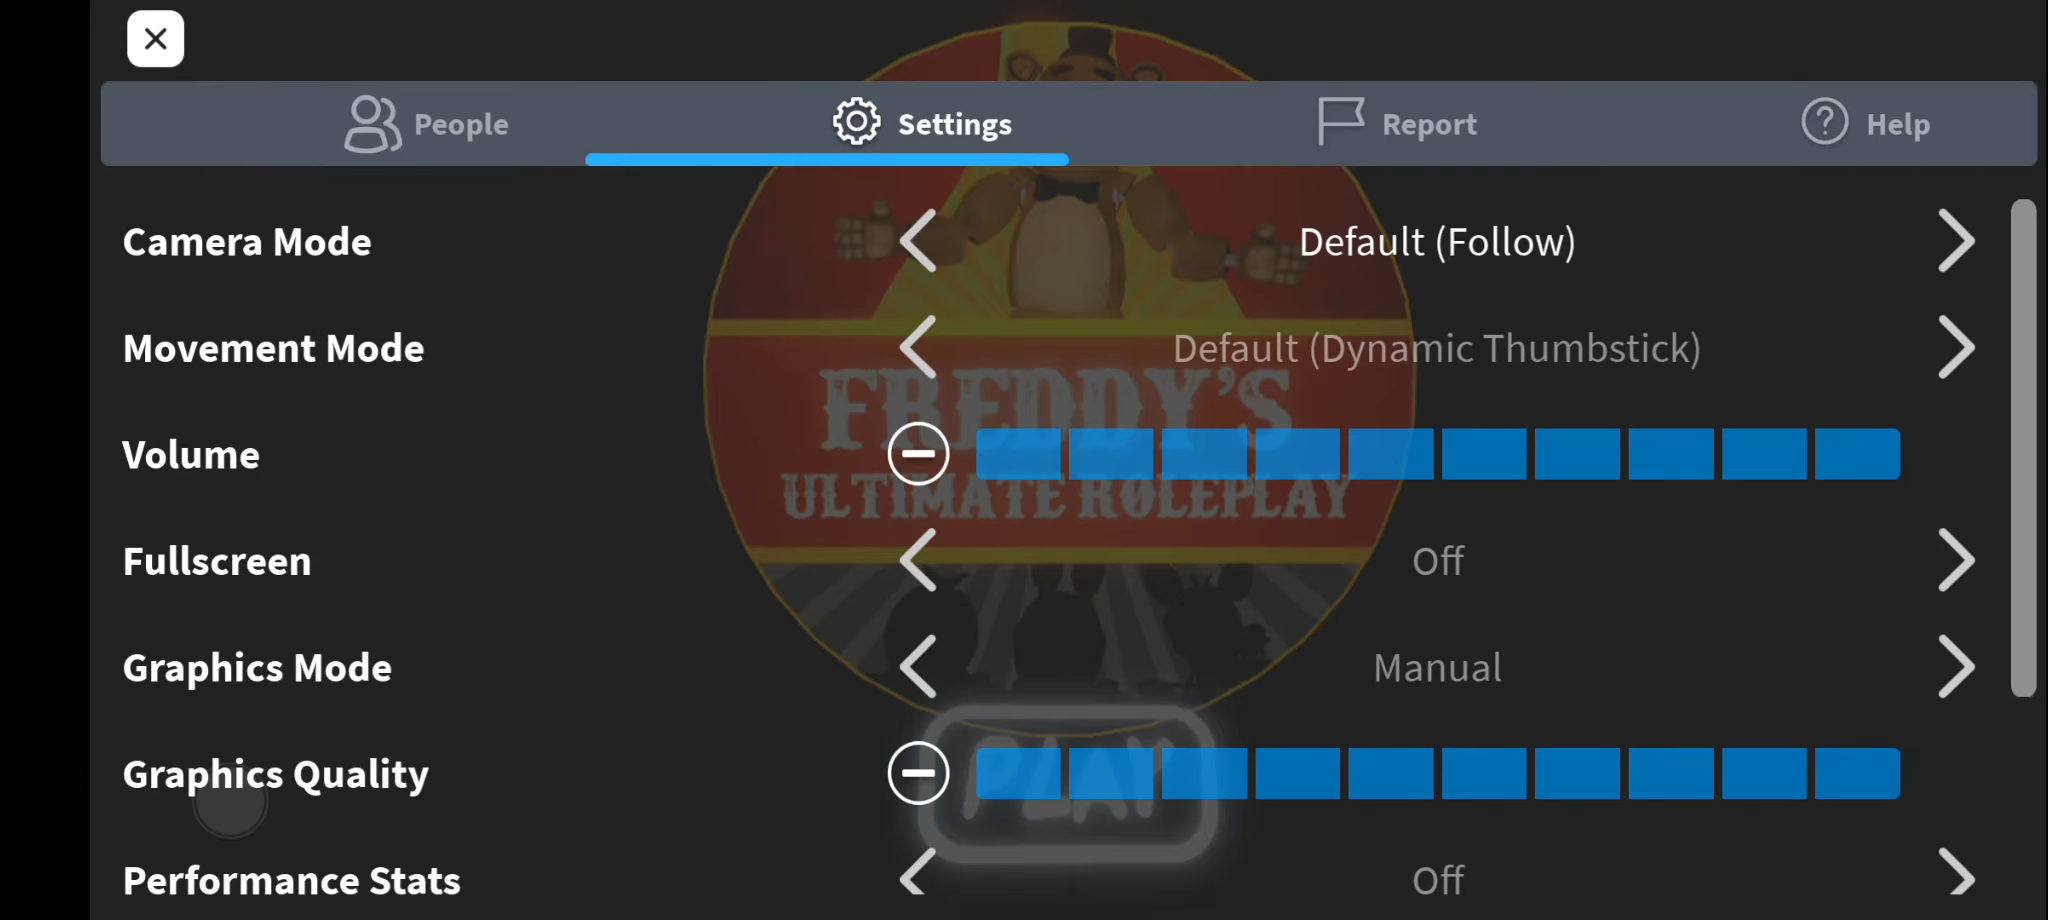 People
Settings
Report
Help
Camera Mode
Default (Follow)
Movement Mode
Default (Dynamic Thumbstick)
FREDDY'S
Volume
ULTIMATE ROLEPLAY
Fullscreen
Off
Graphics Mode
Manual
Graphics Quality
PLAY
Performance Stats
Off